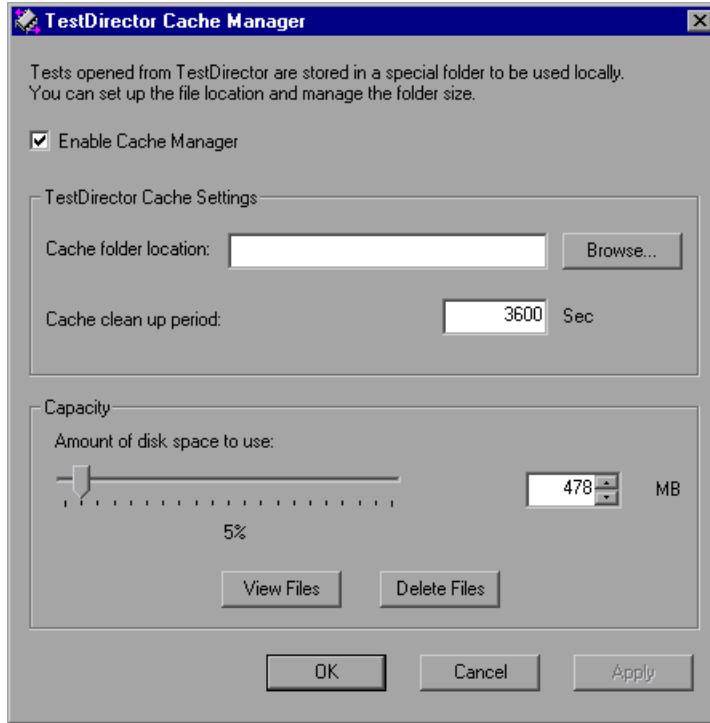 TestDirector Cache Manager
Tests opened from TestDirector are stored in a special folder to be used locally.
You can set up the file location and manage the folder size.
Enable Cache Manager
TestDirector Cache Settings
Cache folder location:
Browse...
Cache clean up period:
3600 Sec
Capacity
Amount of disk space to use:
478 MB
5%
View Files Delete Files
OK Cancel Apply